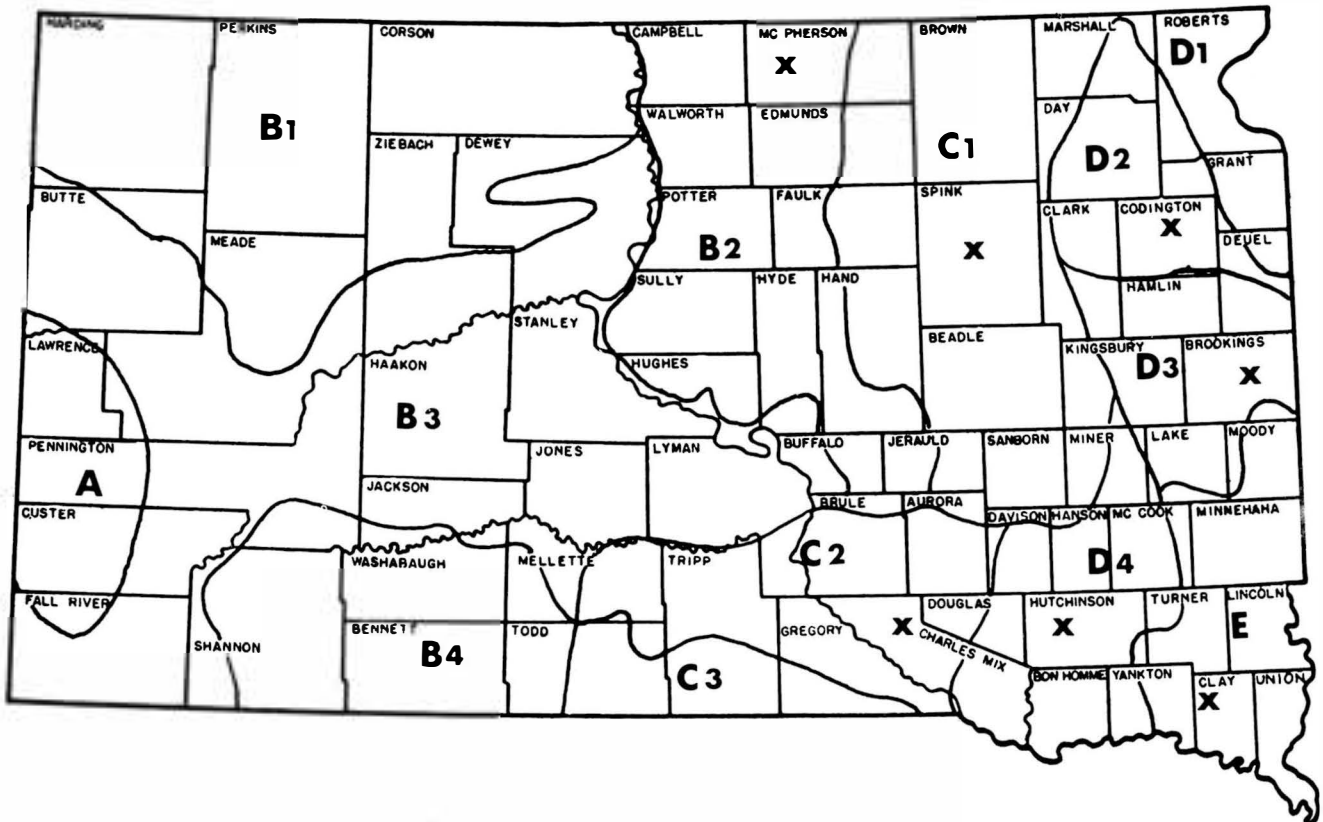 HARDING
PERKINS
CORSON
CAMPBELL
MC PHERSON
BROWN
MARSHALL
ROBERTS
X
D1
B1
WALWORTH
EDMUNDS
DAY
ZIEBACH
DEWEY
C1
D2
GRANT
BUTTE
POTTER
FAULK
SPINK
CLARK
CODINGTON
X
MEADE
B2
X
DEUEL
SULLY
HYDE
HAND
HAMLIN
STANLEY
LAWRENCE
HAAKON
HUGHES
BEADLE
KINGSBURY
D3
BROOKINGS
X
B3
PENNINGTON
JONES
LYMAN
BUFFALO
JERAULD
SANBORN
MINER
LAKE
MOODY
A
JACKSON
CUSTER
BRULE
AURORA
DAVISON
HANSON
MC COOK
MINNEHAHA
WASHABAUGH
MELLETTE
TRIPP
C2
D4
FALL RIVER
SHANNON
BENNETT
TODD
GREGORY
X
DOUGLAS
HUTCHINSON
X
TURNER
LINCOLN
E
B4
C3
CHARLES MIX
BON HOMME
YANKTON
CLAY
X
UNION